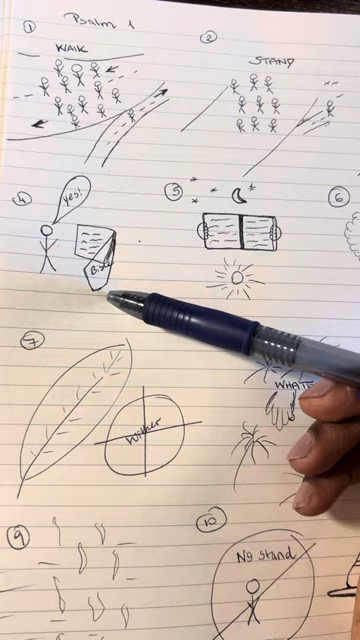 Psalm 1
① ②
WALK STAND
④ ⑤ ⑥
yes!
Bible
⑦
WHATE
Wither
⑨ ⑩
No stand